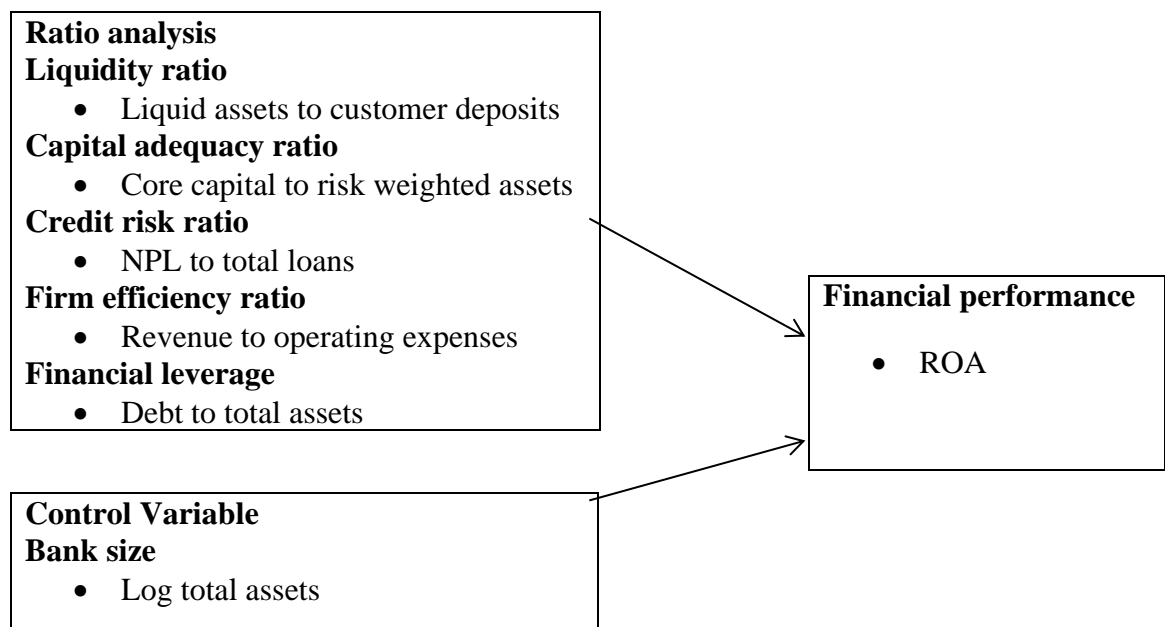 Ratio analysis
Liquidity ratio
• Liquid assets to customer deposits
Capital adequacy ratio
• Core capital to risk weighted assets
Credit risk ratio
• NPL to total loans
Firm efficiency ratio
• Revenue to operating expenses
Financial leverage
• Debt to total assets
Financial performance
• ROA
Control Variable
Bank size
• Log total assets